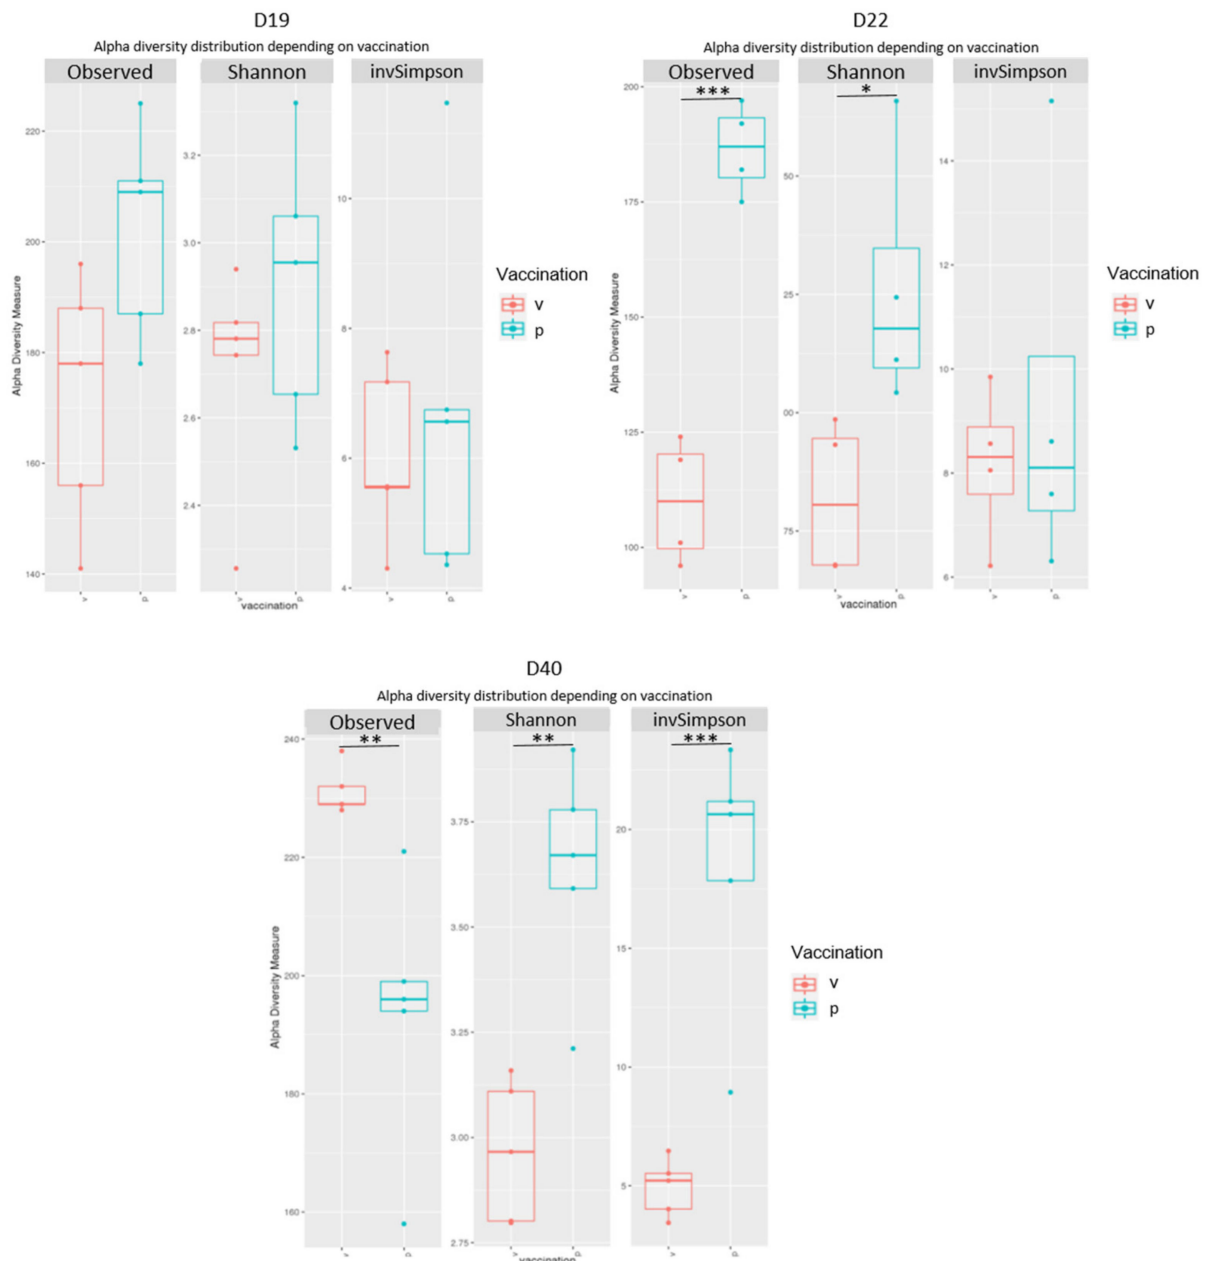 D19
Alpha diversity distribution depending on vaccination
Observed Shannon invSimpson
220
200
180
160
140
3.2
3.0
2.8
2.6
2.4
10
8
6
4
Alpha Diversity Measure
v p v p v p
vaccination
Vaccination
v
p
D22
Alpha diversity distribution depending on vaccination
Observed Shannon invSimpson
*** *
200
175
150
125
100
50
25
00
75
14
12
10
8
6
Alpha Diversity Measure
v p v p v p
vaccination
Vaccination
v
p
D40
Alpha diversity distribution depending on vaccination
Observed Shannon invSimpson
** ** ***
240
220
200
180
160
3.75
3.50
3.25
3.00
2.75
20
15
10
5
Alpha Diversity Measure
v p v p v p
vaccination
Vaccination
v
p